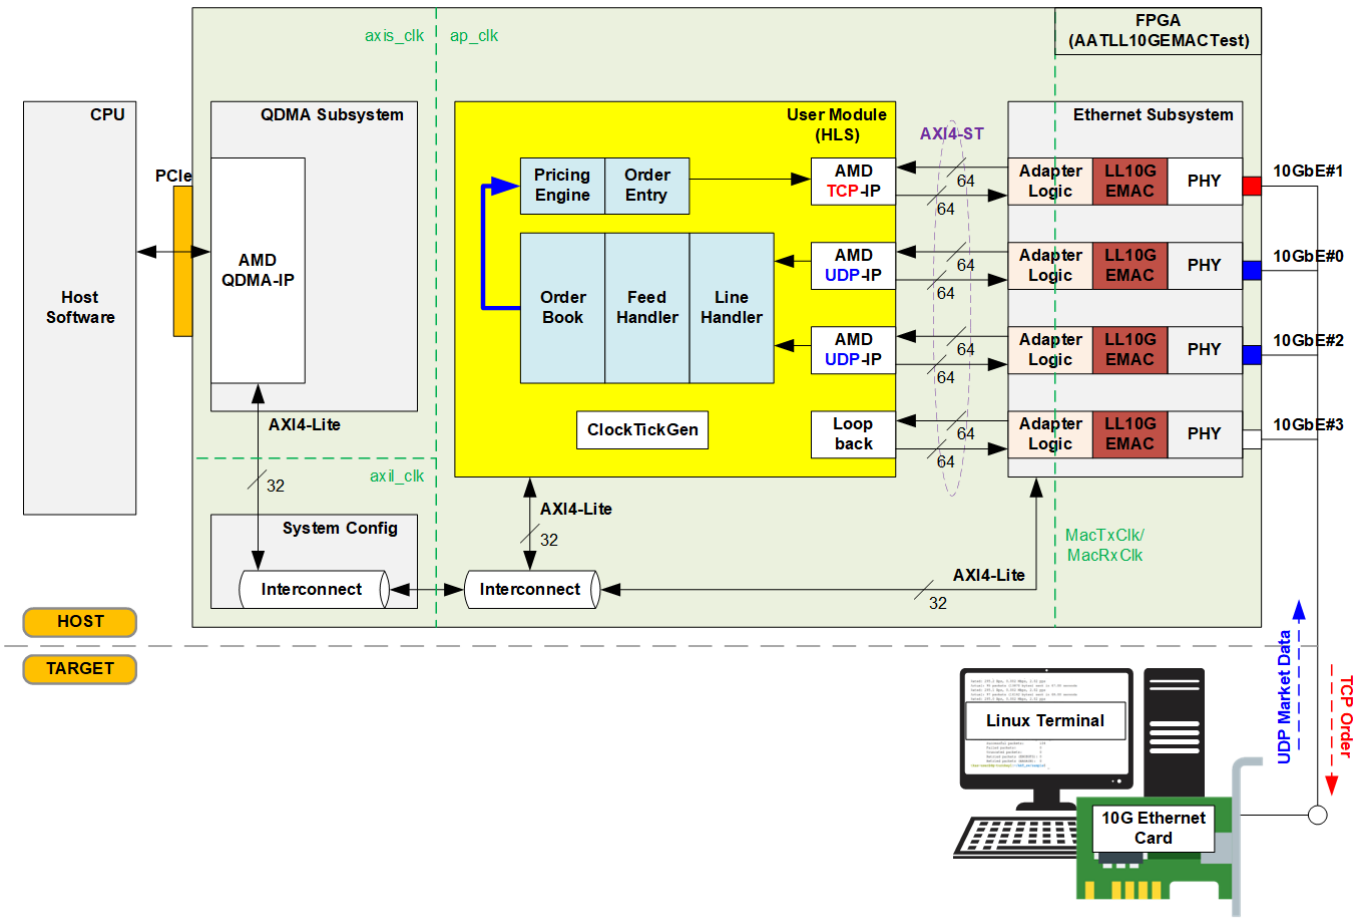 FPGA
(AATLL10GEMACTest)
axis_clk
ap_clk
CPU
QDMA Subsystem
User Module
(HLS)
Ethernet Subsystem
AXI4-ST
PCIe
Pricing
Engine
Order
Entry
AMD
TCP-IP
64
64
Adapter
Logic
LL10G
EMAC
PHY
10GbE#1
AMD
QDMA-IP
AMD
UDP-IP
64
64
Adapter
Logic
LL10G
EMAC
PHY
10GbE#0
Host
Software
Order
Book
Feed
Handler
Line
Handler
AMD
UDP-IP
64
64
Adapter
Logic
LL10G
EMAC
PHY
10GbE#2
AXI4-Lite
ClockTickGen
Loop
back
64
64
Adapter
Logic
LL10G
EMAC
PHY
10GbE#3
axil_clk
32
AXI4-Lite
32
System Config
MacTxClk/
MacRxClk
Interconnect
Interconnect
AXI4-Lite
32
HOST
TARGET
UDP Market Data
TCP Order
Linux Terminal
10G Ethernet
Card